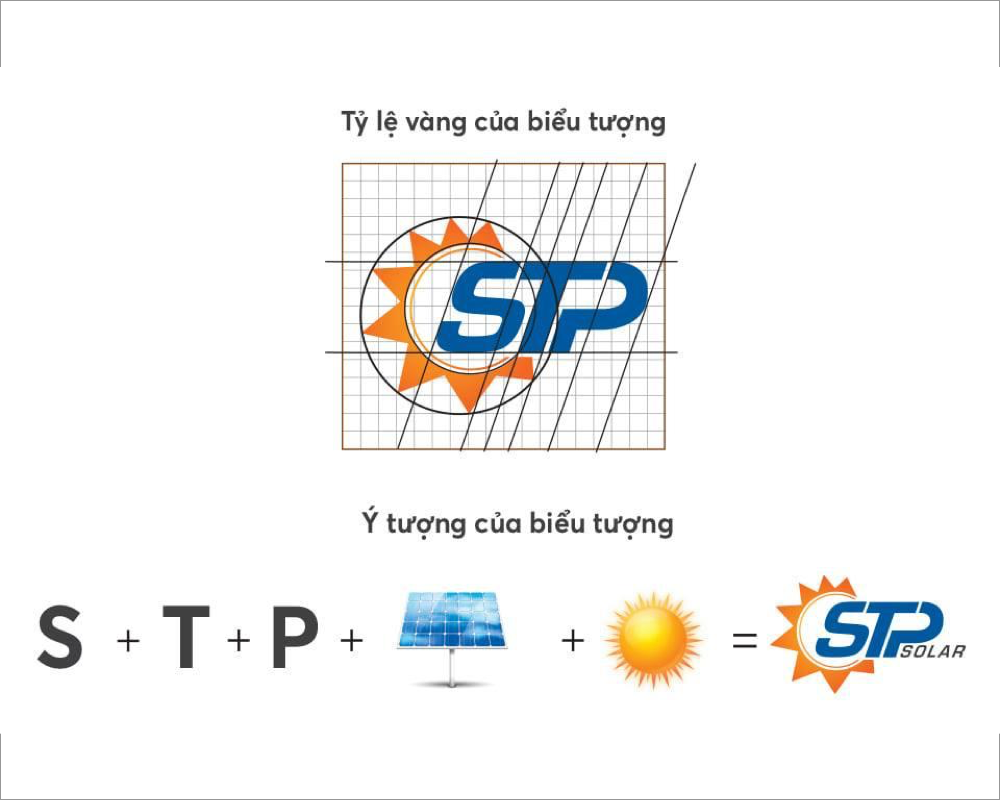 Tỷ lệ vàng của biểu tượng
STP
Ý tượng của biểu tượng
S + T + P + + = STP SOLAR